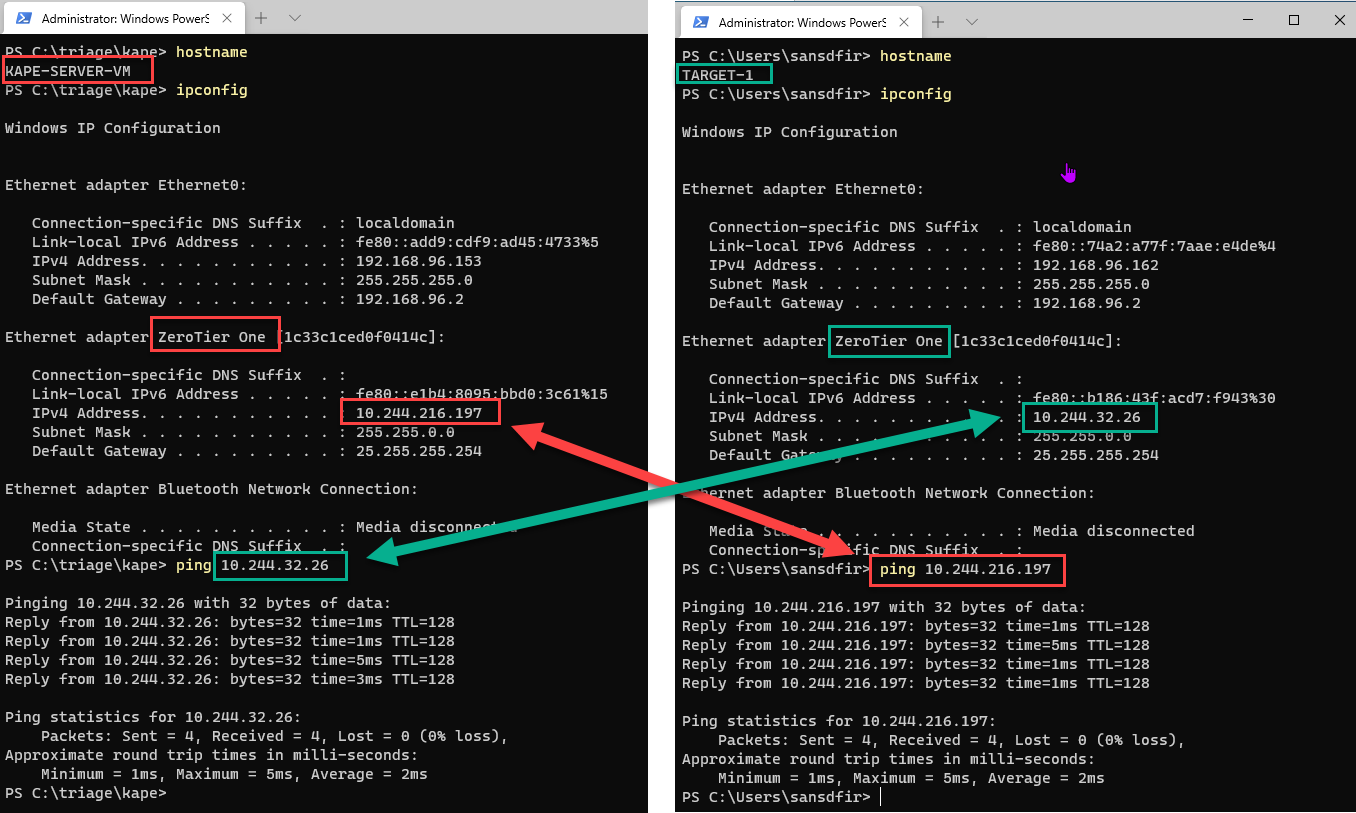 Administrator: Windows PowerS
PS C:\triage\kape> hostname
KAPE-SERVER-VM
PS C:\triage\kape> ipconfig
Windows IP Configuration
Ethernet adapter Ethernet0:
Connection-specific DNS Suffix . : localdomain
Link-local IPv6 Address . . . . . : fe80::add9:cdf9:ad45:4733%5
IPv4 Address. . . . . . . . . . . : 192.168.96.153
Subnet Mask . . . . . . . . . . . : 255.255.255.0
Default Gateway . . . . . . . . . : 192.168.96.2
Ethernet adapter ZeroTier One [1c33c1ced0f0414c]:
Connection-specific DNS Suffix . :
Link-local IPv6 Address . . . . . : fe80::e1b4:8095:bbd0:3c61%15
IPv4 Address. . . . . . . . . . . : 10.244.216.197
Subnet Mask . . . . . . . . . . . : 255.255.0.0
Default Gateway . . . . . . . . . : 25.255.255.254
Ethernet adapter Bluetooth Network Connection:
Media State . . . . . . . . . . . : Media disconnected
Connection-specific DNS Suffix . :
PS C:\triage\kape> ping 10.244.32.26
Pinging 10.244.32.26 with 32 bytes of data:
Reply from 10.244.32.26: bytes=32 time=1ms TTL=128
Reply from 10.244.32.26: bytes=32 time=1ms TTL=128
Reply from 10.244.32.26: bytes=32 time=5ms TTL=128
Reply from 10.244.32.26: bytes=32 time=3ms TTL=128
Ping statistics for 10.244.32.26:
Packets: Sent = 4, Received = 4, Lost = 0 (0% loss),
Approximate round trip times in milli-seconds:
Minimum = 1ms, Maximum = 5ms, Average = 2ms
PS C:\triage\kape>
Administrator: Windows PowerS
PS C:\Users\sansdfir> hostname
TARGET-1
PS C:\Users\sansdfir> ipconfig
Windows IP Configuration
Ethernet adapter Ethernet0:
Connection-specific DNS Suffix . : localdomain
Link-local IPv6 Address . . . . . : fe80::74a2:a77f:7aae:e4de%4
IPv4 Address. . . . . . . . . . . : 192.168.96.162
Subnet Mask . . . . . . . . . . . : 255.255.255.0
Default Gateway . . . . . . . . . : 192.168.96.2
Ethernet adapter ZeroTier One [1c33c1ced0f0414c]:
Connection-specific DNS Suffix . :
Link-local IPv6 Address . . . . . : fe80::b186:43f:acd7:f943%30
IPv4 Address. . . . . . . . . . . : 10.244.32.26
Subnet Mask . . . . . . . . . . . : 255.255.0.0
Default Gateway . . . . . . . . . : 25.255.255.254
Ethernet adapter Bluetooth Network Connection:
Media State . . . . . . . . . . . : Media disconnected
Connection-specific DNS Suffix . :
PS C:\Users\sansdfir> ping 10.244.216.197
Pinging 10.244.216.197 with 32 bytes of data:
Reply from 10.244.216.197: bytes=32 time=1ms TTL=128
Reply from 10.244.216.197: bytes=32 time=5ms TTL=128
Reply from 10.244.216.197: bytes=32 time=1ms TTL=128
Reply from 10.244.216.197: bytes=32 time=1ms TTL=128
Ping statistics for 10.244.216.197:
Packets: Sent = 4, Received = 4, Lost = 0 (0% loss),
Approximate round trip times in milli-seconds:
Minimum = 1ms, Maximum = 5ms, Average = 2ms
PS C:\Users\sansdfir>